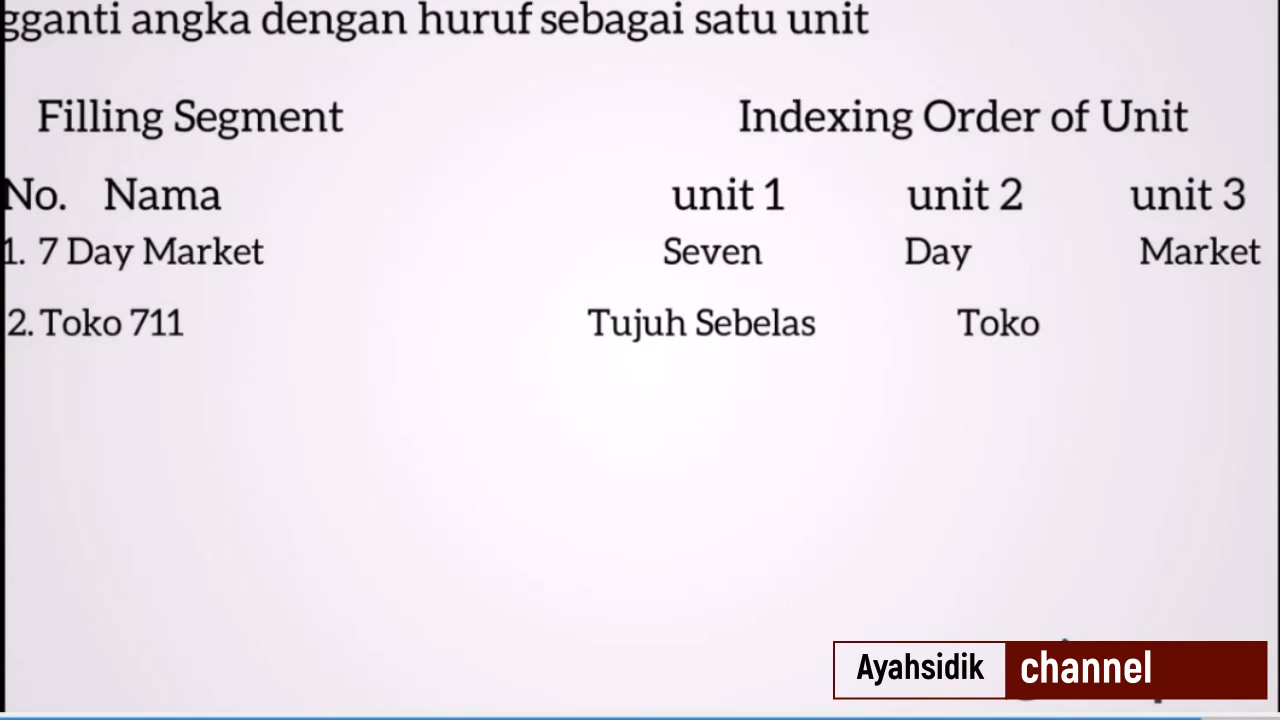 gganti angka dengan huruf sebagai satu unit
Filling Segment Indexing Order of Unit
No. Nama unit 1 unit 2 unit 3
1. 7 Day Market Seven Day Market
2. Toko 711 Tujuh Sebelas Toko
Ayahsidik channel